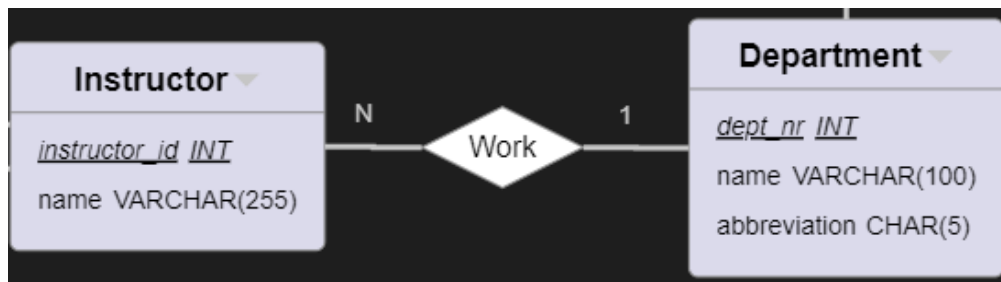 Instructor
instructor_id INT
name VARCHAR(255)
N
Work
1
Department
dept_nr INT
name VARCHAR(100)
abbreviation CHAR(5)